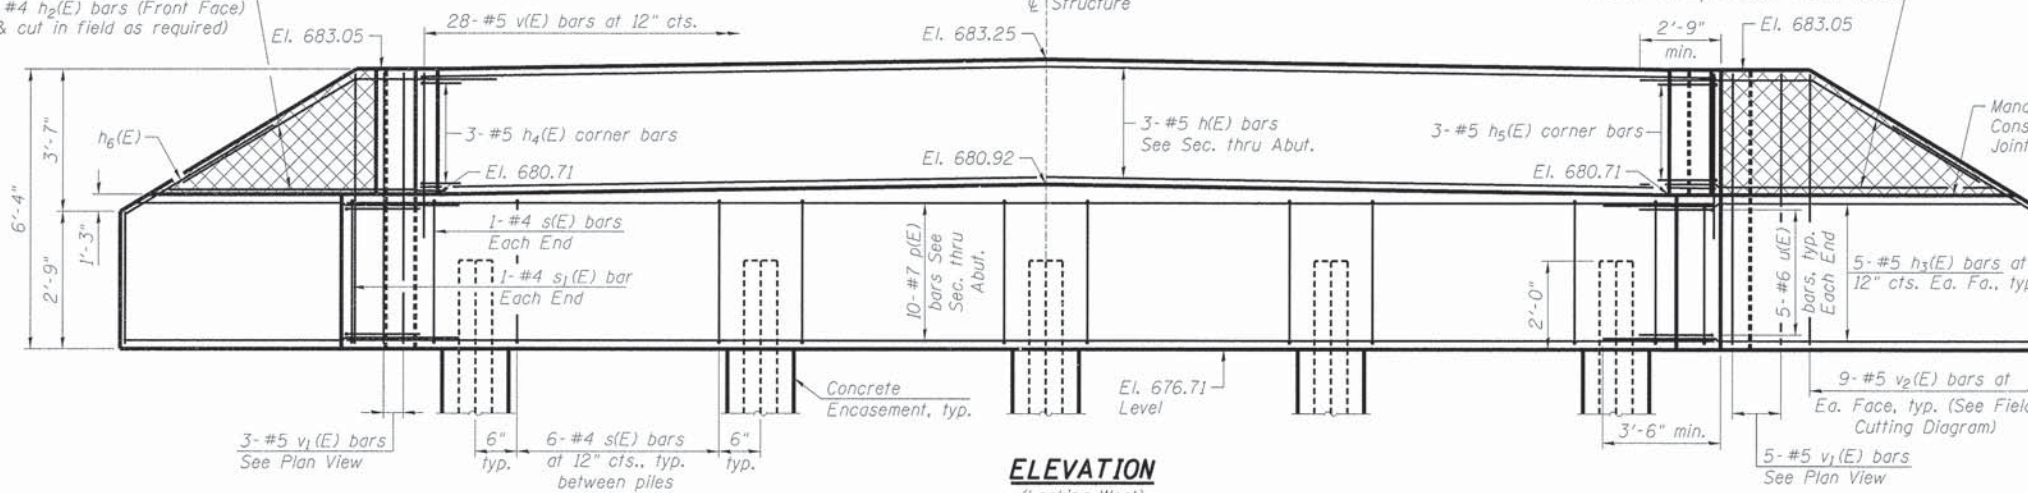 #4 h2(E) bars (Front Face)
& cut in field as required)
28-#5 v(E) bars at 12" cts.
El. 683.05
℄ Structure
El. 683.25
2'-9"
min.
El. 683.05
3'-7"
6'-4"
h6(E)
3-#5 h4(E) corner bars
El. 680.71
3-#5 h(E) bars
See Sec. thru Abut.
El. 680.92
3-#5 h5(E) corner bars
El. 680.71
Mand
Cons
Joint
1'-3"
2'-9"
1-#4 s(E) bars
Each End
1-#4 s1(E) bar
Each End
10-#7 p(E)
bars See
Sec. thru
Abut.
2'-0"
5-#6 u(E)
bars, typ.
Each End
5-#5 h3(E) bars at
12" cts. Ea. Fa., typ
Concrete
Encasement, typ.
El. 676.71
Level
9-#5 v2(E) bars at
Ea. Face, typ. (See Field
Cutting Diagram)
3-#5 v1(E) bars
See Plan View
6"
typ.
6-#4 s(E) bars
at 12" cts., typ.
between piles
6"
typ.
3'-6" min.
5-#5 v1(E) bars
See Plan View
ELEVATION
(Looking West)